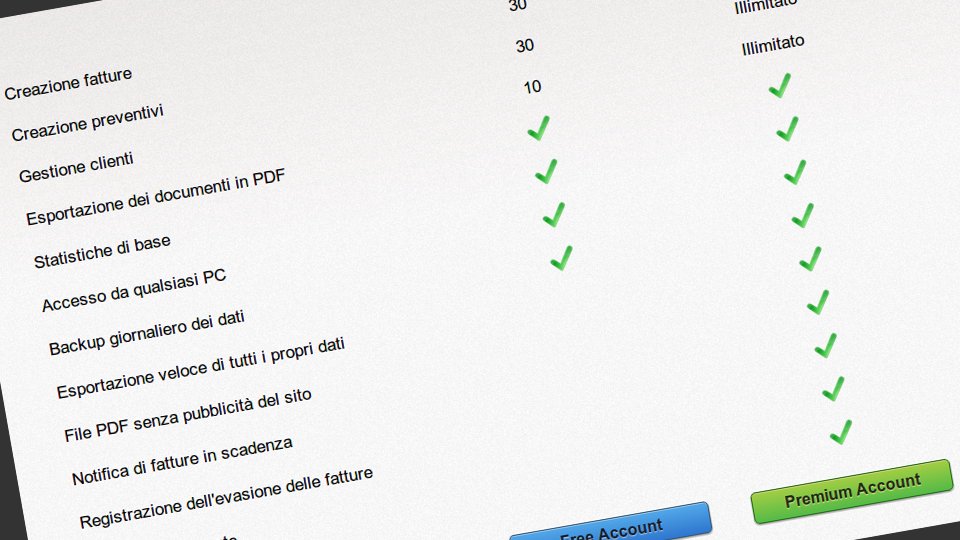 Creazione fatture 30
Creazione preventivi 30 Illimitato
Gestione clienti 10 Illimitato
Esportazione dei documenti in PDF
Statistiche di base
Accesso da qualsiasi PC
Backup giornaliero dei dati
Esportazione veloce di tutti i propri dati
File PDF senza pubblicità del sito
Notifica di fatture in scadenza
Registrazione dell'evasione delle fatture
Free Account Premium Account